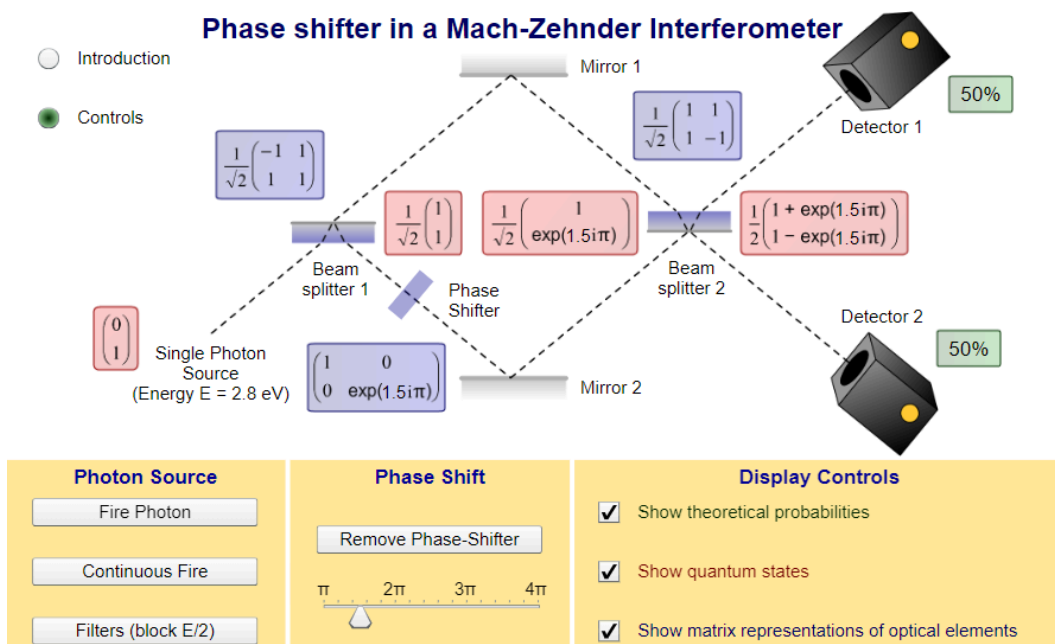 Phase shifter in a Mach-Zehnder Interferometer
Introduction
Controls
Mirror 1
Detector 1
50%
1/√2 (−1 1
1 1)
1/√2 (1 1
1 −1)
1/√2 (1
1)
1/√2 (1
exp(1.5iπ))
1/2 (1 + exp(1.5iπ)
1 − exp(1.5iπ))
Beam
splitter 1
Phase
Shifter
Beam
splitter 2
(0
1)
Single Photon
Source
(Energy E = 2.8 eV)
(1 0
0 exp(1.5iπ))
Mirror 2
Detector 2
50%
Photon Source
Fire Photon
Continuous Fire
Filters (block E/2)
Phase Shift
Remove Phase-Shifter
π 2π 3π 4π
Display Controls
Show theoretical probabilities
Show quantum states
Show matrix representations of optical elements